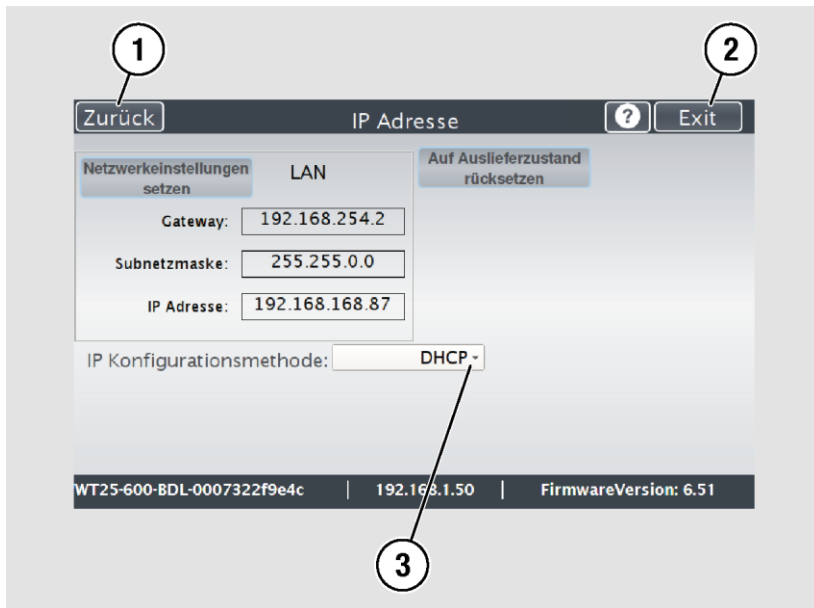 1
2
Zurück
IP Adresse
?
Exit
Netzwerkeinstellungen
setzen
LAN
Auf Auslieferzustand
rücksetzen
Gateway:
192.168.254.2
Subnetzmaske:
255.255.0.0
IP Adresse:
192.168.168.87
IP Konfigurationsmethode:
DHCP
WT25-600-BDL-0007322f9e4c | 192.168.1.50 | FirmwareVersion: 6.51
3